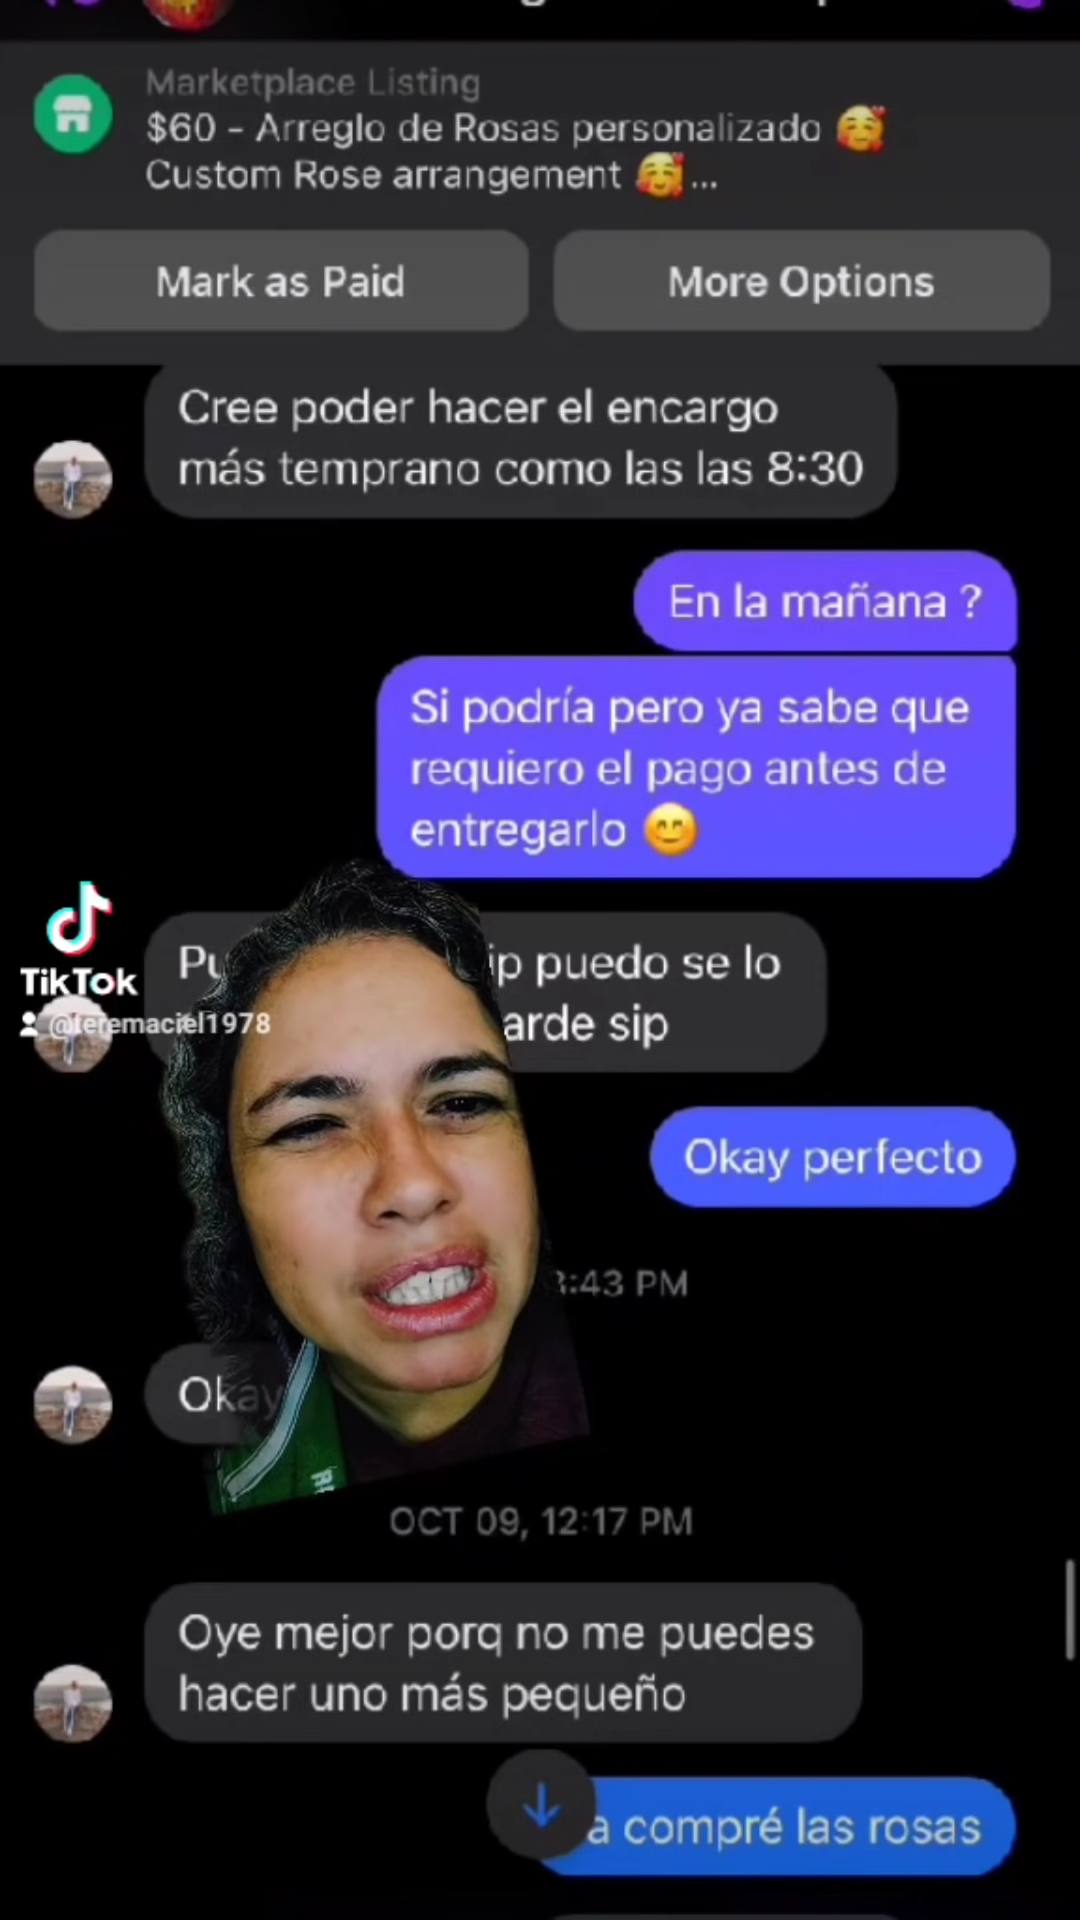 Marketplace Listing
$60 - Arreglo de Rosas personalizado 🥰
Custom Rose arrangement 🥰...
Mark as Paid
More Options
Cree poder hacer el encargo
más temprano como las las 8:30
En la mañana ?
Si podría pero ya sabe que
requiero el pago antes de
entregarlo 😊
puedo se lo
sip
TikTok
@teremaciel1978
Okay perfecto
:43 PM
Okay
OCT 09, 12:17 PM
Oye mejor porq no me puedes
hacer uno más pequeño
compré las rosas